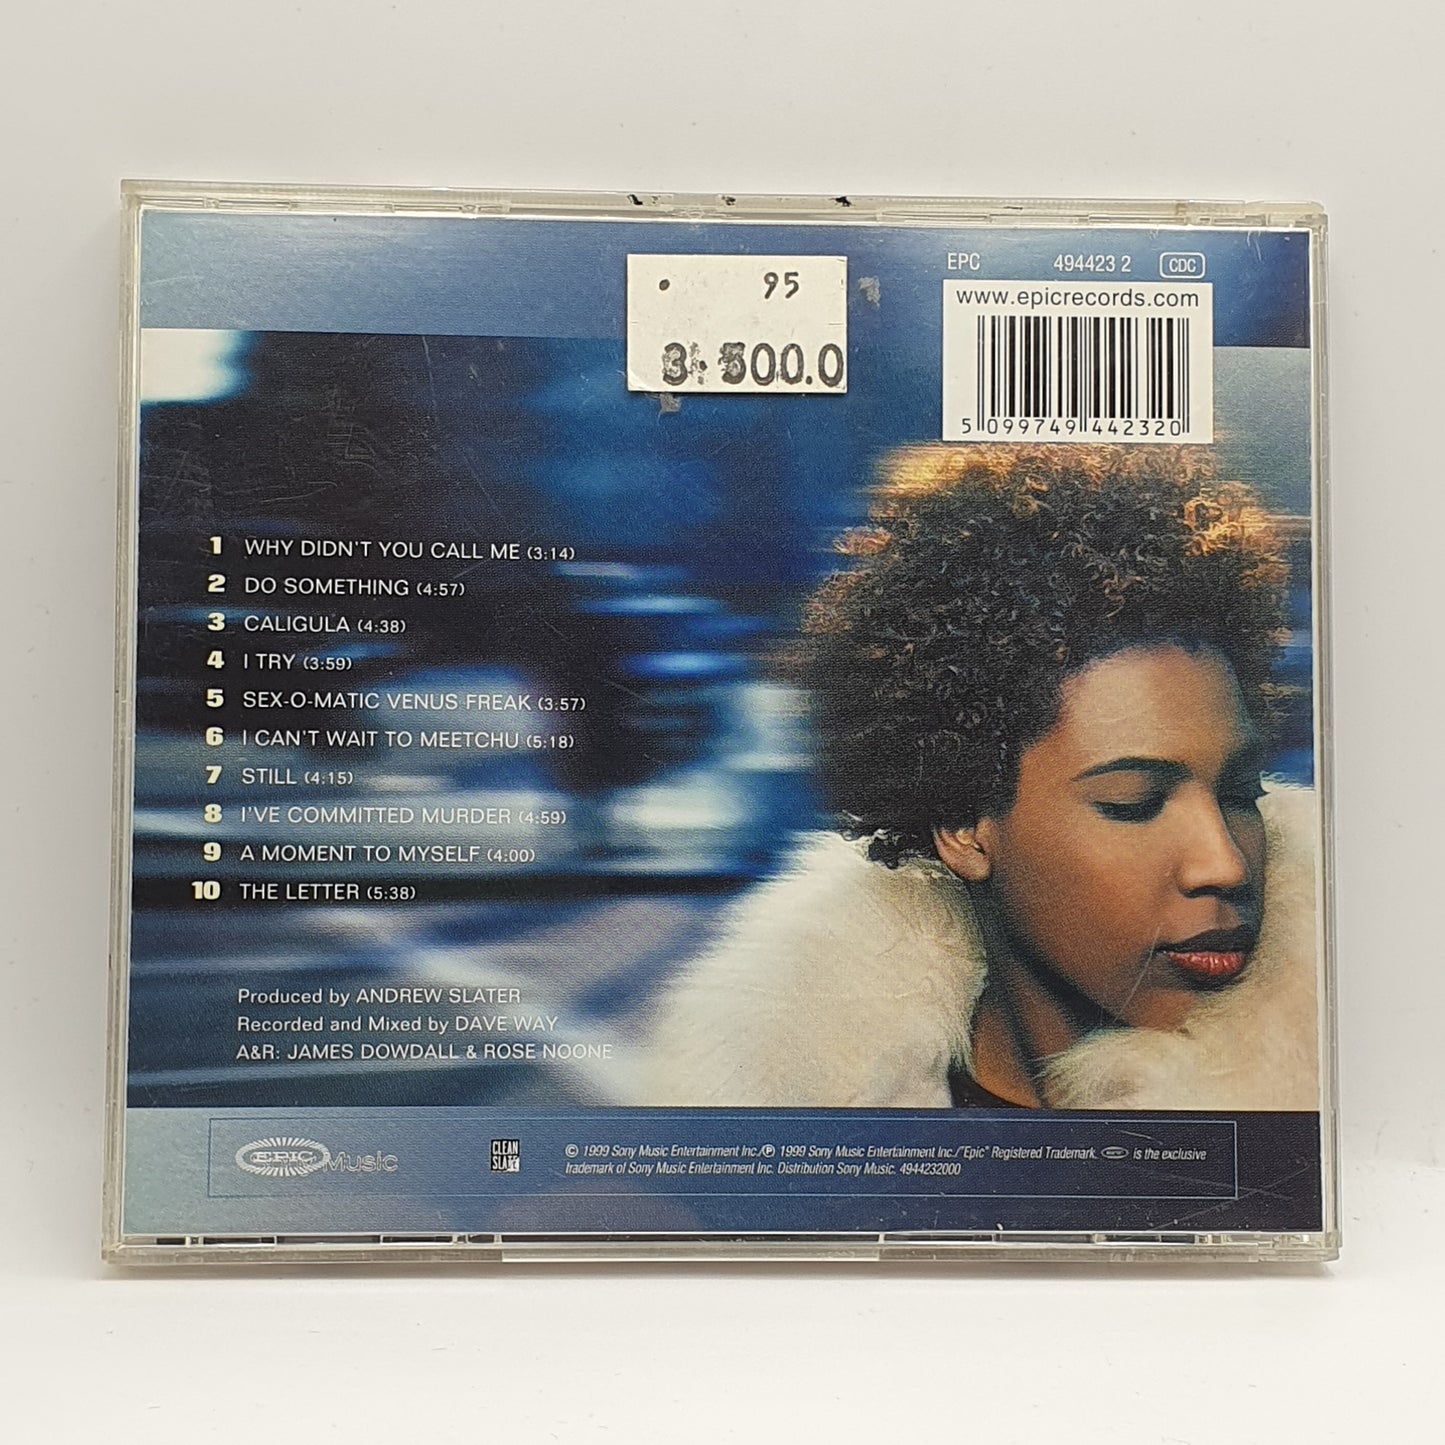 95
3.500.0
EPC 494423 2 CDC
www.epicrecords.com
5 099749 442320
1 WHY DIDN'T YOU CALL ME (3:14)
2 DO SOMETHING (4:57)
3 CALIGULA (4:38)
4 I TRY (3:59)
5 SEX-O-MATIC VENUS FREAK (3:57)
6 I CAN'T WAIT TO MEETCHU (5:18)
7 STILL (4:15)
8 I'VE COMMITTED MURDER (4:59)
9 A MOMENT TO MYSELF (4:00)
10 THE LETTER (5:38)
Produced by ANDREW SLATER
Recorded and Mixed by DAVE WAY
A&R: JAMES DOWDALL & ROSE NOONE
EPIC Music
CLEAN
SLATE
© 1999 Sony Music Entertainment Inc./℗ 1999 Sony Music Entertainment Inc./"Epic" Registered Trademark. epic is the exclusive
trademark of Sony Music Entertainment Inc. Distribution Sony Music. 4944232000